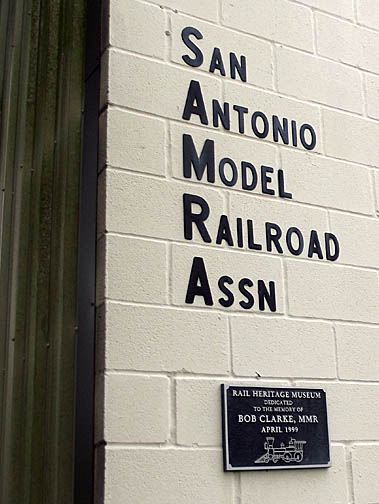 SAN
ANTONIO
MODEL
RAILROAD
ASSN
RAIL HERITAGE MUSEUM
DEDICATED
TO THE MEMORY OF
BOB CLARKE, MMR
APRIL 1999